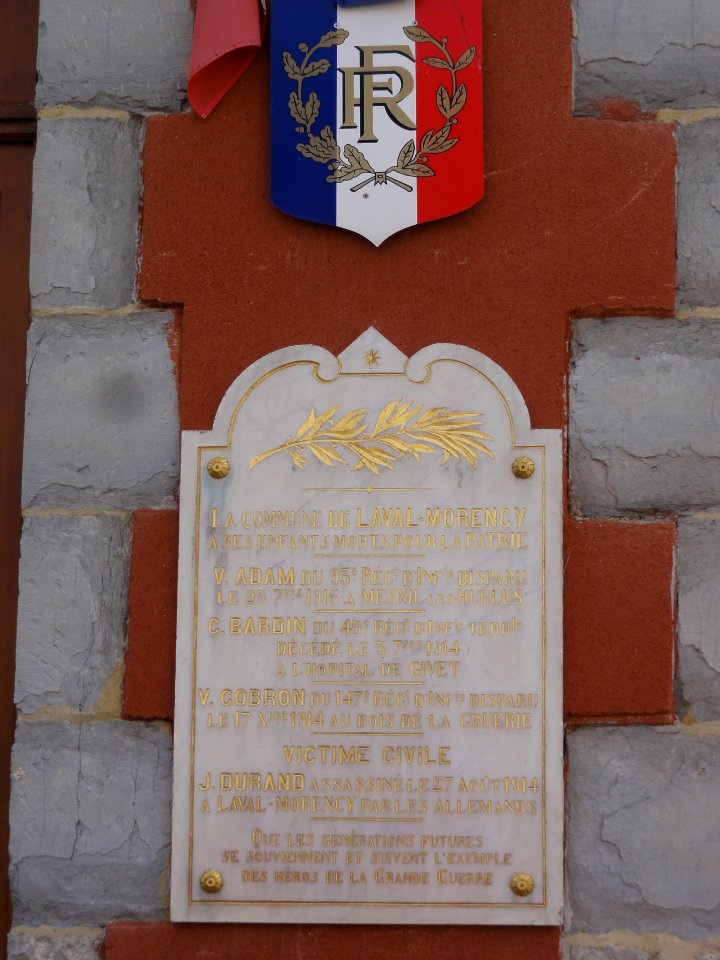 RF
LA COMMUNE DE LAVAL-MORENCY
A SES ENFANTS MORTS POUR LA PATRIE
V. ADAM DU 93E RÉGT D'INFIE DISPARU
LE 25 7BRE 1915 A MESNIL-LES-HURLUS
C. BARDIN DU 45E RÉGT D'INFIE TERRLE
DÉCÉDÉ LE 7BRE 1914
A L'HÔPITAL DE GIVET
V. GOBRON DU 147E RÉGT D'INFIE DISPARU
LE 17 XBRE 1914 AU BOIS DE LA GRUERIE
VICTIME CIVILE
J. DURAND ASSASSINÉ LE 27 AOÛT 1914
A LAVAL-MORENCY PAR LES ALLEMANDS
QUE LES GÉNÉRATIONS FUTURES
SE SOUVIENNENT ET SUIVENT L'EXEMPLE
DES HÉROS DE LA GRANDE GUERRE